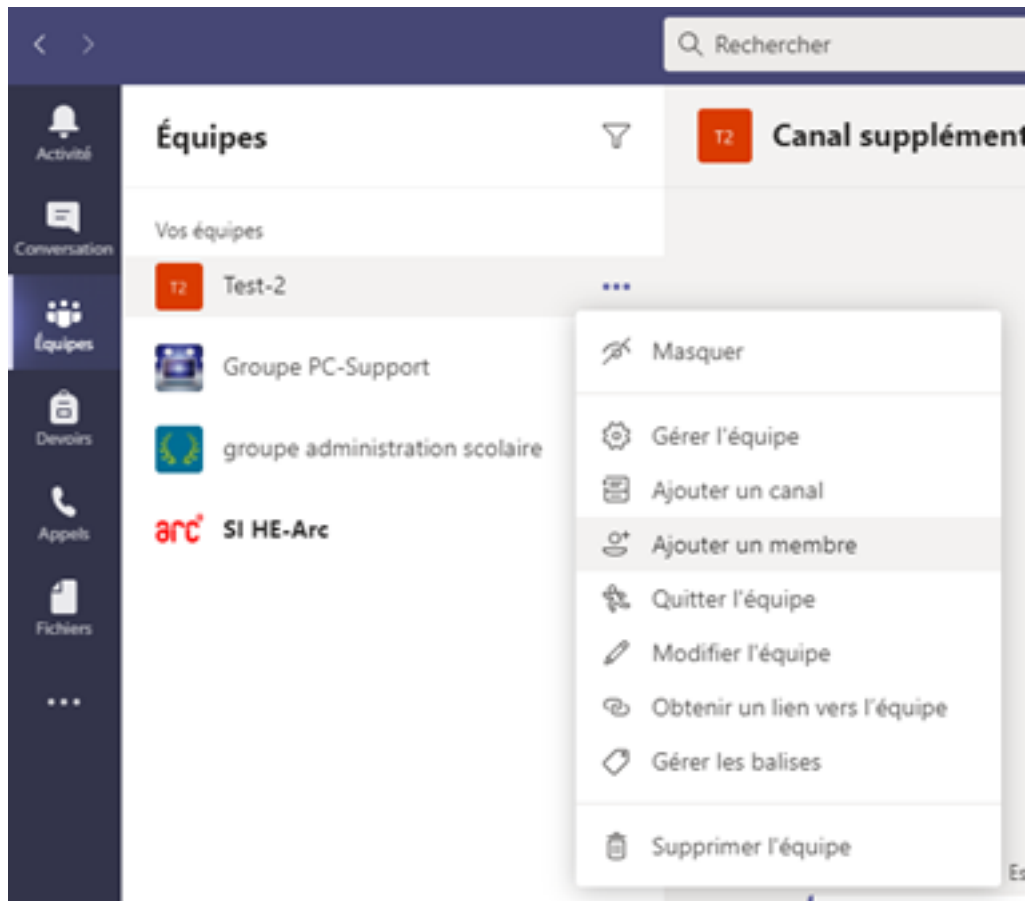 Rechercher
Activité
Conversation
Équipes
Devoirs
Appels
Fichiers
Équipes
Vos équipes
T2 Test-2
Groupe PC-Support
groupe administration scolaire
arc SI HE-Arc
T2 Canal supplément
Masquer
Gérer l'équipe
Ajouter un canal
Ajouter un membre
Quitter l'équipe
Modifier l'équipe
Obtenir un lien vers l'équipe
Gérer les balises
Supprimer l'équipe
Es